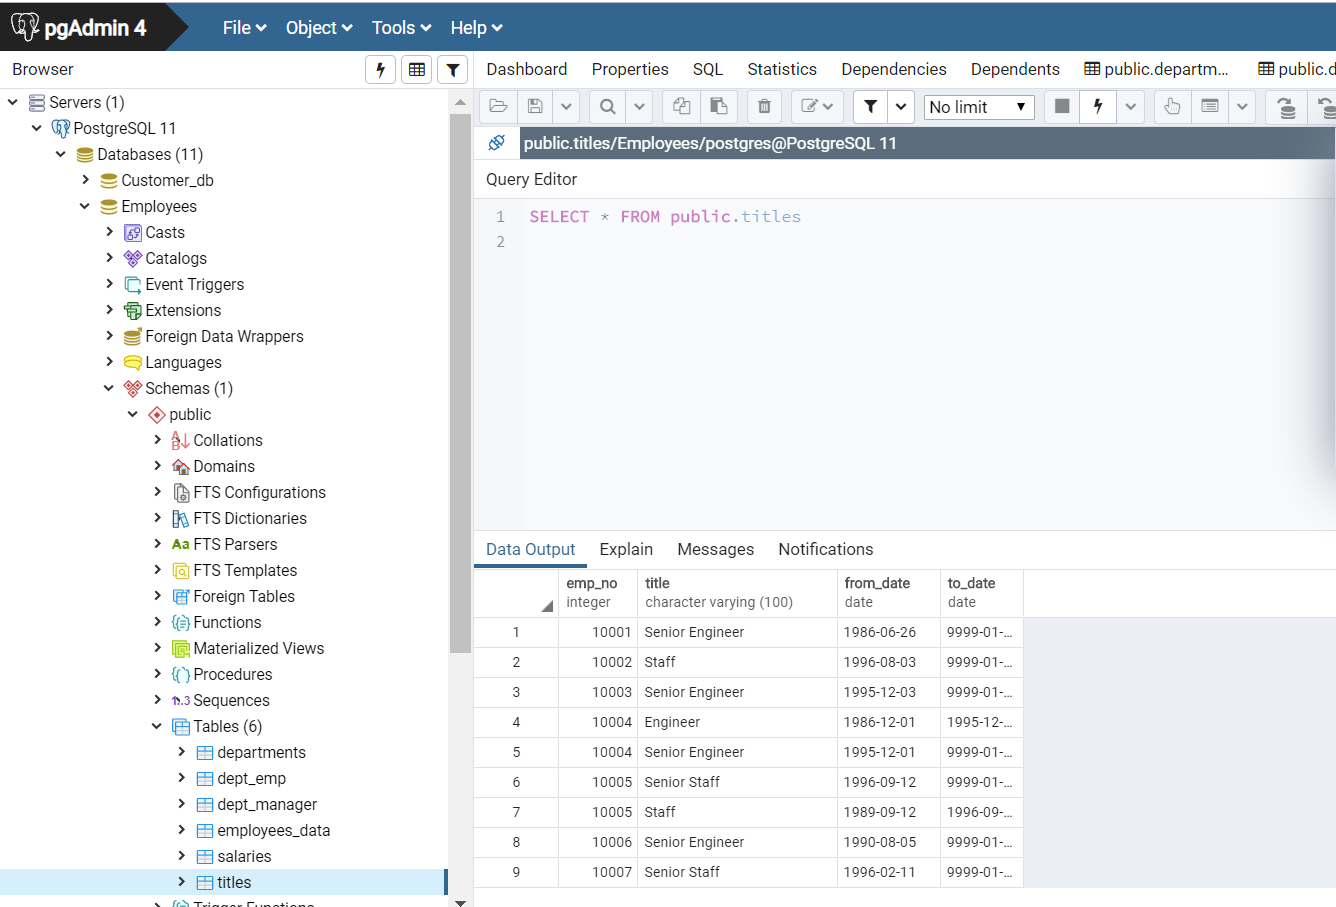 pgAdmin 4 File Object Tools Help
Browser
Dashboard Properties SQL Statistics Dependencies Dependents public.departm... public.d
Servers (1)
PostgreSQL 11
Databases (11)
Customer_db
Employees
Casts
Catalogs
Event Triggers
Extensions
Foreign Data Wrappers
Languages
Schemas (1)
public
Collations
Domains
FTS Configurations
FTS Dictionaries
Aa FTS Parsers
FTS Templates
Foreign Tables
Functions
Materialized Views
Procedures
1..3 Sequences
Tables (6)
departments
dept_emp
dept_manager
employees_data
salaries
titles
No limit
public.titles/Employees/postgres@PostgreSQL 11
Query Editor
1 SELECT * FROM public.titles
2
Data Output Explain Messages Notifications
emp_no title from_date to_date
integer character varying (100) date date
1 10001 Senior Engineer 1986-06-26 9999-01-...
2 10002 Staff 1996-08-03 9999-01-...
3 10003 Senior Engineer 1995-12-03 9999-01-...
4 10004 Engineer 1986-12-01 1995-12-...
5 10004 Senior Engineer 1995-12-01 9999-01-...
6 10005 Senior Staff 1996-09-12 9999-01-...
7 10005 Staff 1989-09-12 1996-09-...
8 10006 Senior Engineer 1990-08-05 9999-01-...
9 10007 Senior Staff 1996-02-11 9999-01-...